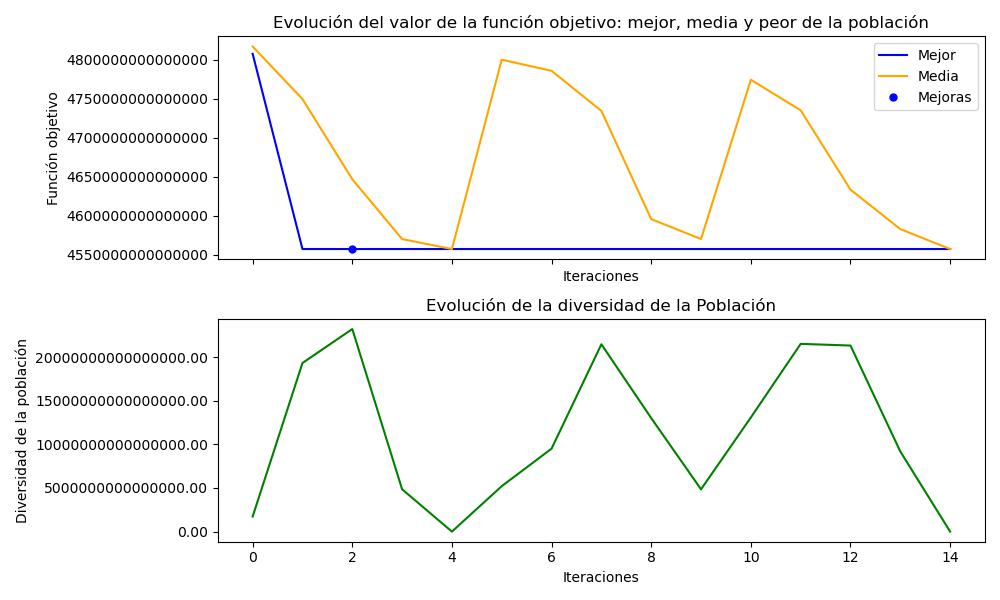 Evolución del valor de la función objetivo: mejor, media y peor de la población
Función objetivo
4800000000000000
4750000000000000
4700000000000000
4650000000000000
4600000000000000
4550000000000000
Mejor
Media
Mejoras
Iteraciones
Evolución de la diversidad de la Población
Diversidad de la población
20000000000000000.00
15000000000000000.00
10000000000000000.00
5000000000000000.00
0.00
0 2 4 6 8 10 12 14
Iteraciones